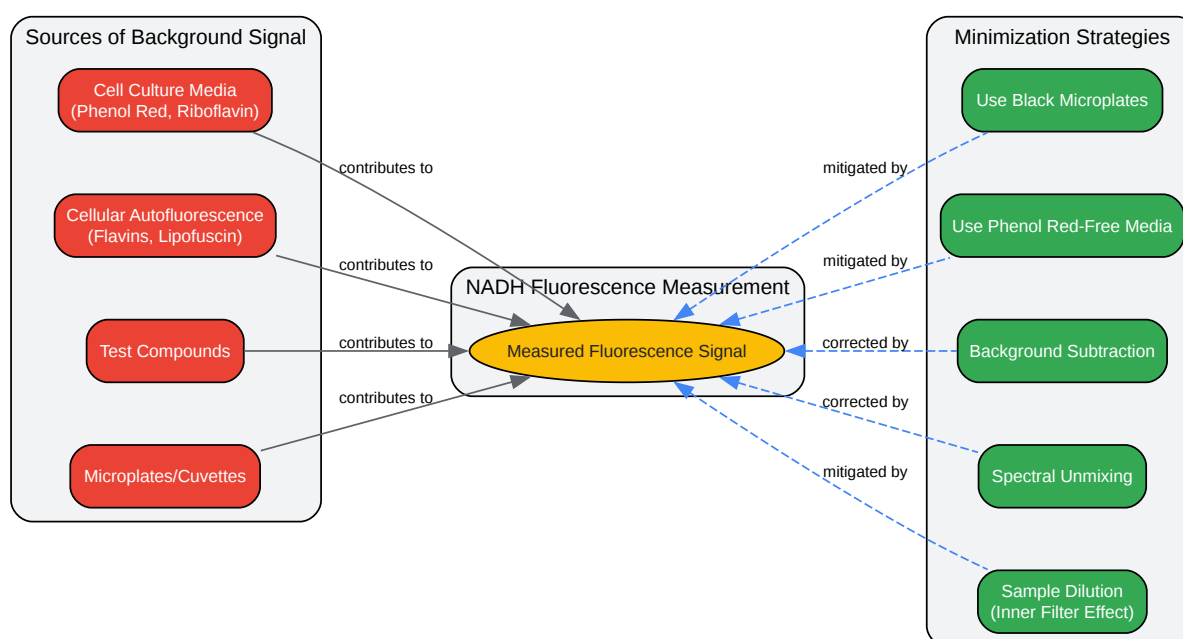 Sources of Background Signal
Cell Culture Media
(Phenol Red, Riboflavin)
Cellular Autofluorescence
(Flavins, Lipofuscin)
Test Compounds
Microplates/Cuvettes
contributes to
contributes to
contributes to
contributes to
NADH Fluorescence Measurement
Measured Fluorescence Signal
mitigated by
mitigated by
corrected by
corrected by
mitigated by
Minimization Strategies
Use Black Microplates
Use Phenol Red-Free Media
Background Subtraction
Spectral Unmixing
Sample Dilution
(Inner Filter Effect)